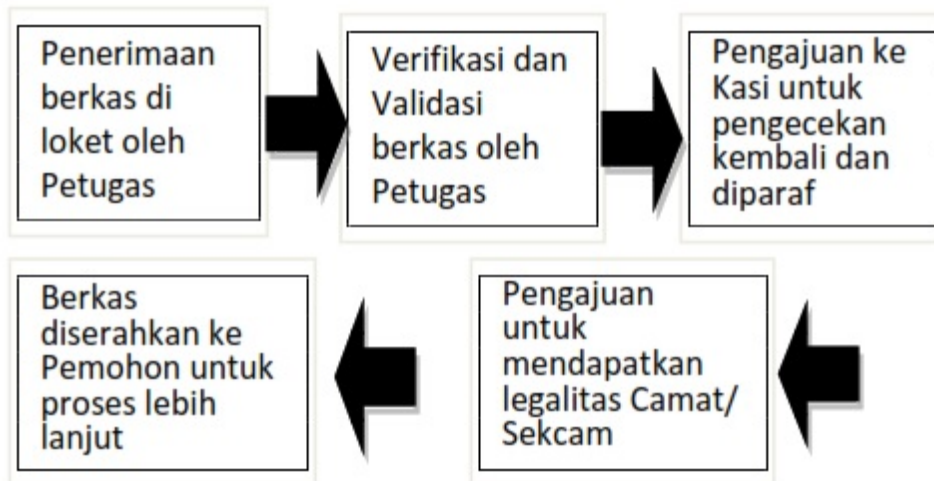 Penerimaan
berkas di
loket oleh
Petugas
Verifikasi dan
Validasi
berkas oleh
Petugas
Pengajuan ke
Kasi untuk
pengecekan
kembali dan
diparaf
Pengajuan
untuk
mendapatkan
legalitas Camat/
Sekcam
Berkas
diserahkan ke
Pemohon untuk
proses lebih
lanjut